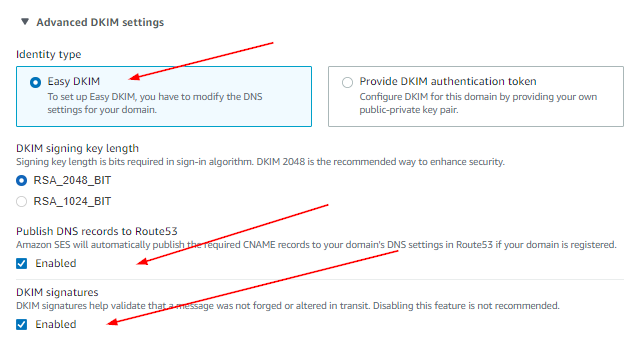 Advanced DKIM settings
Identity type
Easy DKIM
To set up Easy DKIM, you have to modify the DNS
settings for your domain.
Provide DKIM authentication token
Configure DKIM for this domain by providing your own
public-private key pair.
DKIM signing key length
Signing key length is bits required in sign-in algorithm. DKIM 2048 is the recommended way to enhance security.
RSA_2048_BIT
RSA_1024_BIT
Publish DNS records to Route53
Amazon SES will automatically publish the required CNAME records to your domain's DNS settings in Route53 if your domain is registered.
Enabled
DKIM signatures
DKIM signatures help validate that a message was not forged or altered in transit. Disabling this feature is not recommended.
Enabled